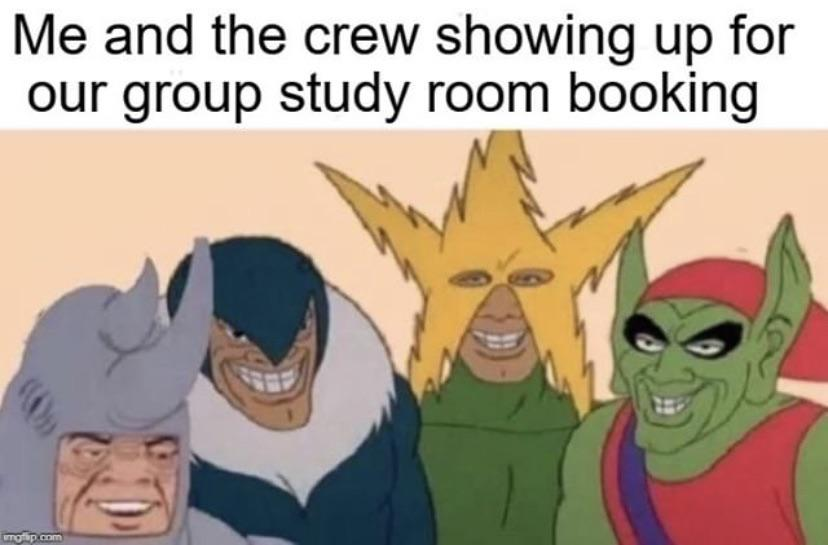 Me and the crew showing up for
our group study room booking
imgflip.com